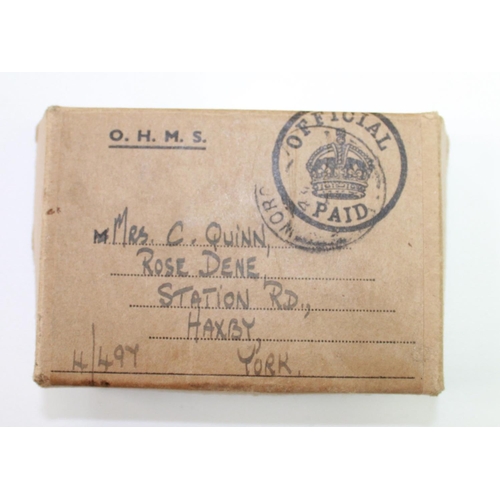 O. H. M. S.
OFFICIAL
PAID
Mrs. C. Quinn,
Rose Dene,
Station Rd.,
Haxby,
4/497 York.